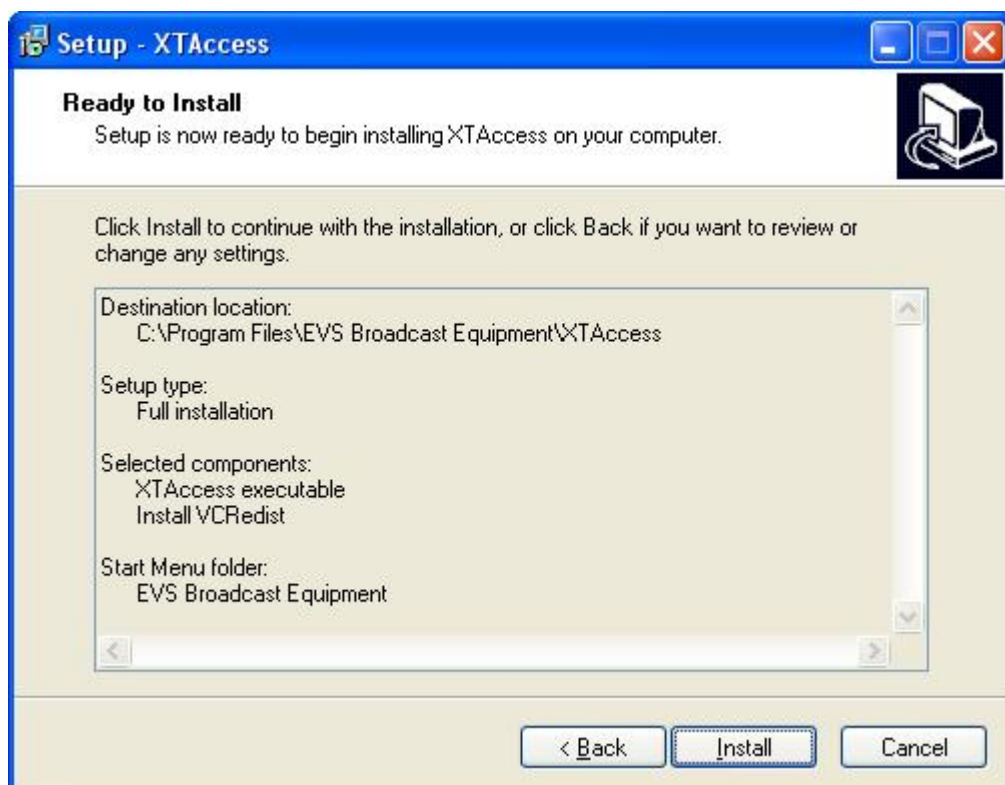 Setup - XTAccess
Ready to Install
Setup is now ready to begin installing XTAccess on your computer.
Click Install to continue with the installation, or click Back if you want to review or
change any settings.
Destination location:
C:\Program Files\EVS Broadcast Equipment\XTAccess
Setup type:
Full installation
Selected components:
XTAccess executable
Install VCRedist
Start Menu folder:
EVS Broadcast Equipment
< Back
Install
Cancel